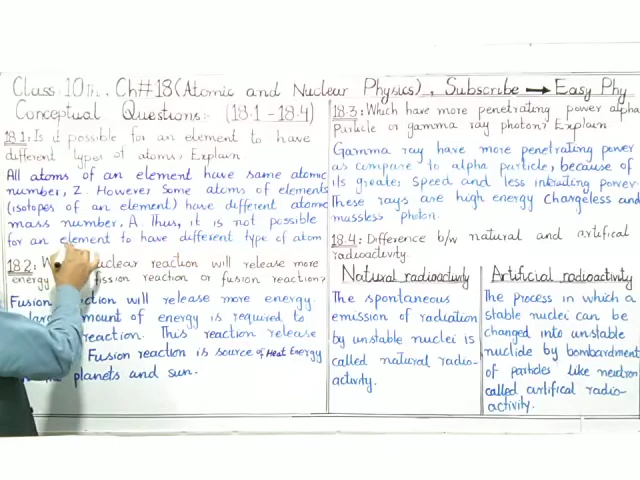 Class 10TH, Ch#18(Atomic and Nuclear Physics), Subscribe → Easy Phy
Conceptual Questions:- (18.1 - 18.4)
18.1: Is it possible for an element to have
different types of atoms, Explain
All atoms of an element have same atomic
number, Z. However some atoms of elements
(isotopes of an element) have different atomic
mass number, A. Thus, it is not possible
for an element to have different type of atom
18.2: nuclear reaction will release more
energy fission reaction or fusion reaction?
Fusion will release more energy.
amount of energy is required to
reaction. This reaction release
Fusion reaction is source of Heat Energy
planets and sun.
18.3: Which have more penetrating power alpha
Particle or gamma ray photon? Explain
Gamma ray have more penetrating power
as compare to alpha particle, because of
its greater speed and less power.
These rays are high energy chargeless and
massless photon.
18.4: Difference b/w natural and artifical
radioactivity.
Natural radioactivity
The spontaneous
emission of radiation
by unstable nuclei is
called natural radio-
activity.
Artificial radioactivity
The process in which a
stable nuclei can be
changed into unstable
nuclide by bombardment
of particles like neutron
called artifical radio-
activity.